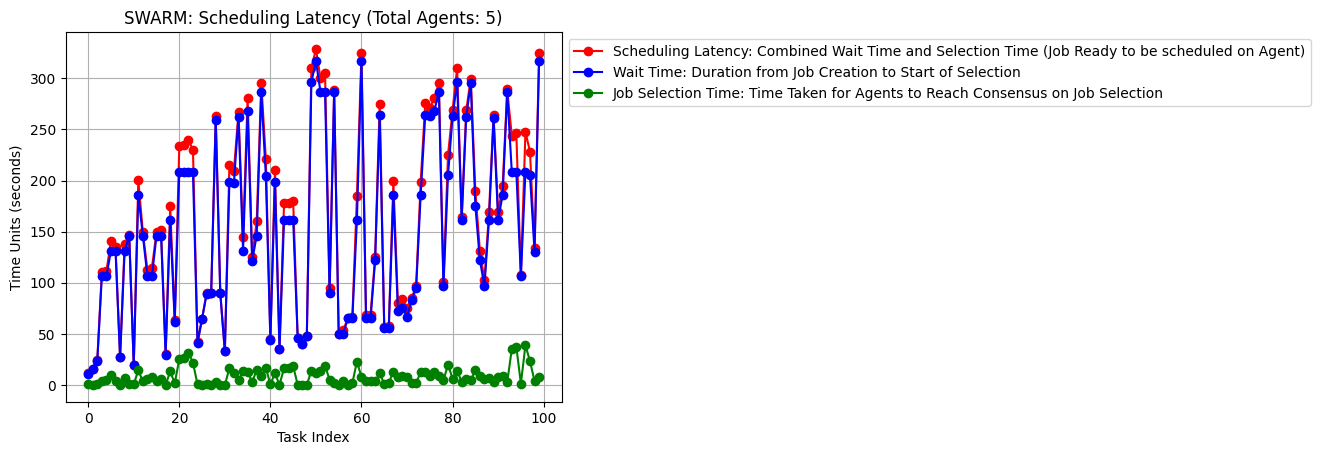 SWARM: Scheduling Latency (Total Agents: 5)
Scheduling Latency: Combined Wait Time and Selection Time (Job Ready to be scheduled on Agent)
Wait Time: Duration from Job Creation to Start of Selection
Job Selection Time: Time Taken for Agents to Reach Consensus on Job Selection
Time Units (seconds)
300
250
200
150
100
50
0
0 20 40 60 80 100
Task Index